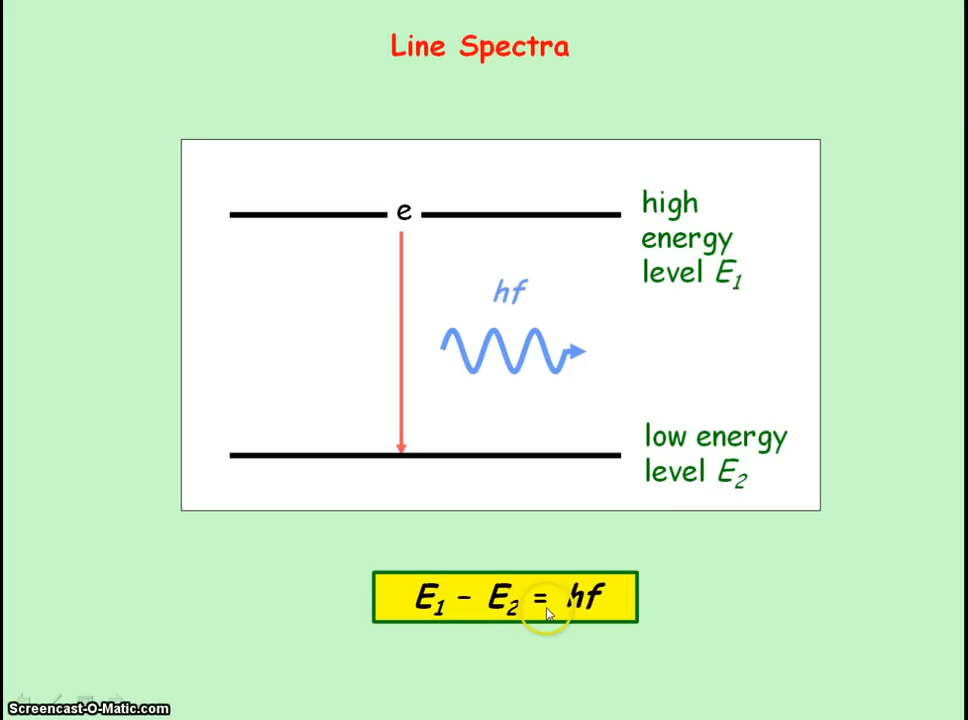 Line Spectra
e
high
energy
level E₁
hf
low energy
level E₂
E₁ – E₂ = hf
Screencast-O-Matic.com